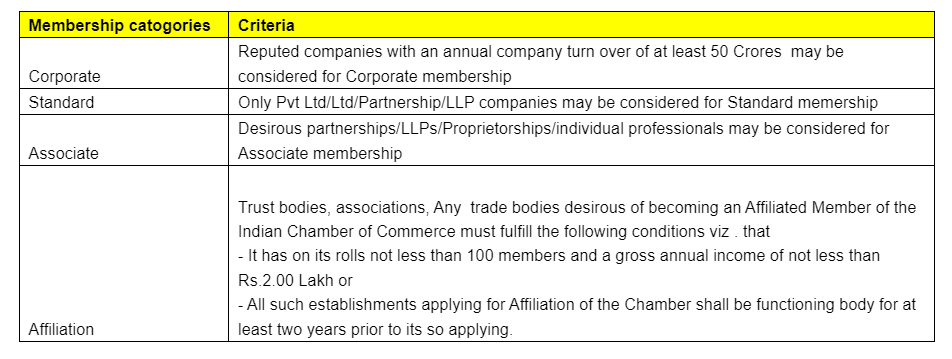 Membership catogories Criteria
Reputed companies with an annual company turn over of at least 50 Crores may be
Corporate considered for Corporate membership
Standard Only Pvt Ltd/Ltd/Partnership/LLP companies may be considered for Standard memership
Desirous partnerships/LLPs/Proprietorships/individual professionals may be considered for
Associate Associate membership
Trust bodies, associations, Any trade bodies desirous of becoming an Affiliated Member of the
Indian Chamber of Commerce must fulfill the following conditions viz . that
- It has on its rolls not less than 100 members and a gross annual income of not less than
Rs.2.00 Lakh or
- All such establishments applying for Affiliation of the Chamber shall be functioning body for at
Affiliation least two years prior to its so applying.